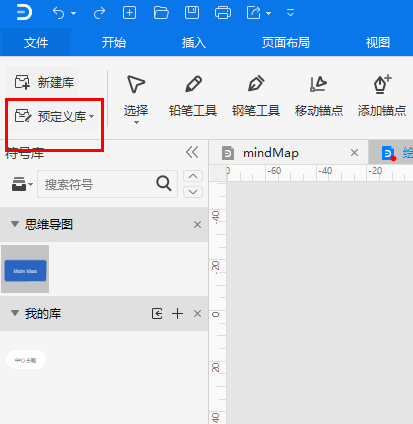 文件 开始 插入 页面布局 视图
新建库
预定义库
选择 铅笔工具 钢笔工具 移动锚点 添加锚点
符号库
mindMap
绘
搜索符号
-60 -40 -20
思维导图
Main Idea
我的库
中心主题
-40
-20
0
20
40